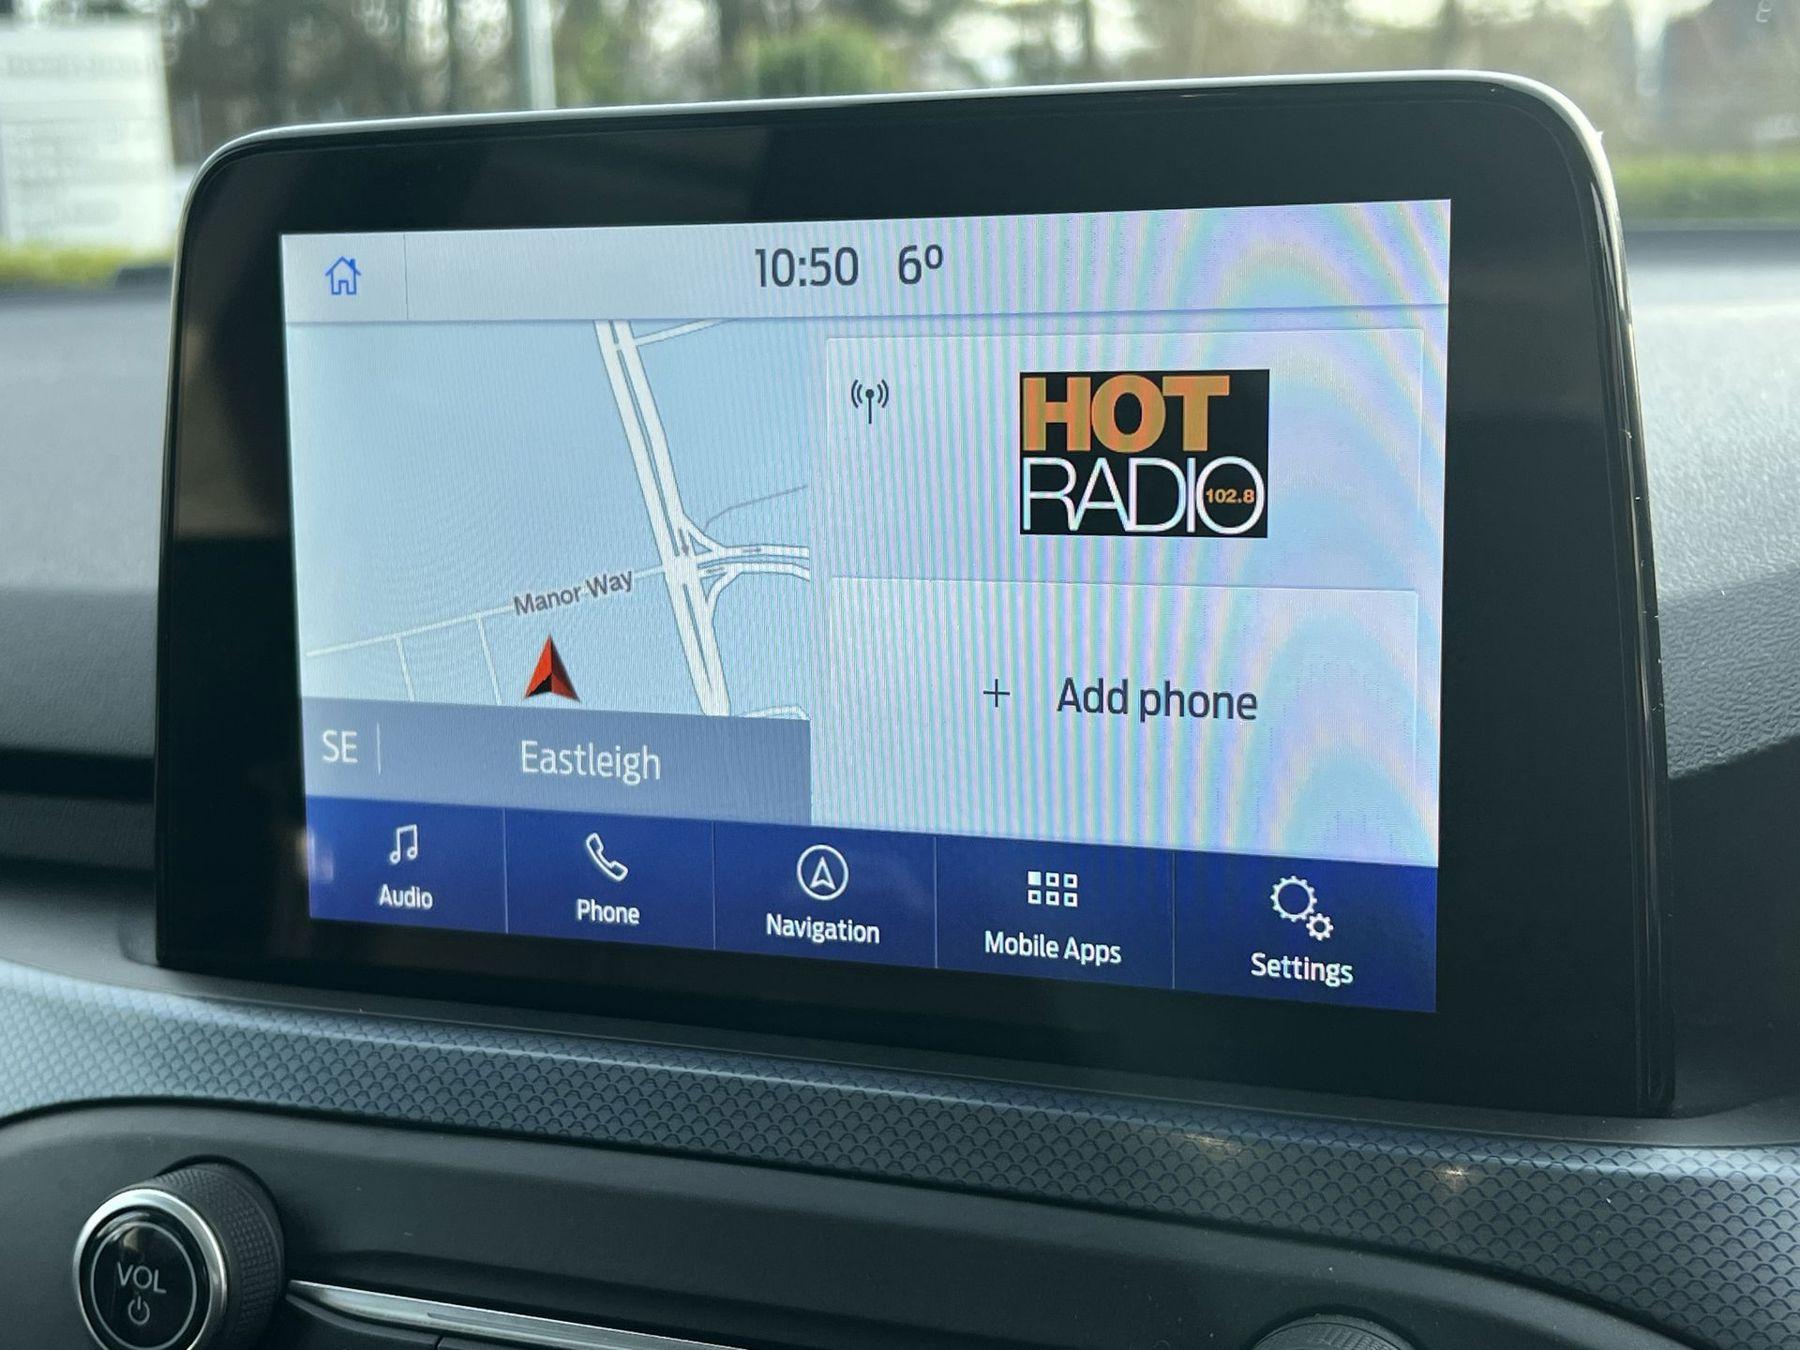 10:50 6º
HOT
RADIO
102.8
Manor Way
+ Add phone
SE
Eastleigh
Audio
Phone
Navigation
Mobile Apps
Settings
VOL